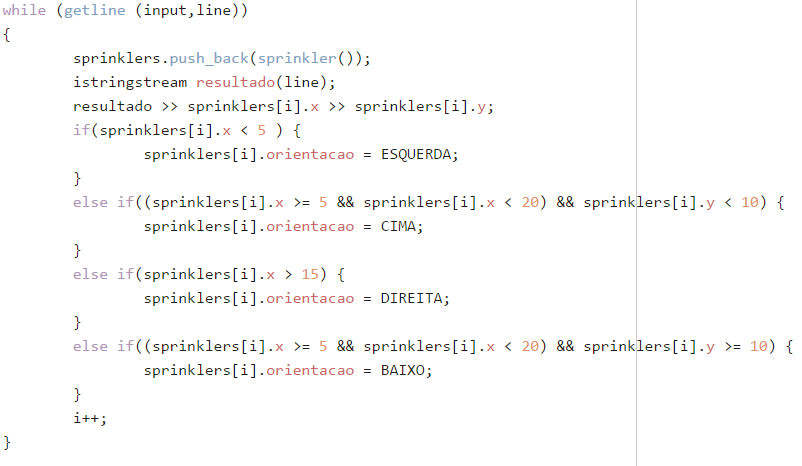 while (getline (input,line))
{
sprinklers.push_back(sprinkler());
istringstream resultado(line);
resultado >> sprinklers[i].x >> sprinklers[i].y;
if(sprinklers[i].x < 5 ) {
sprinklers[i].orientacao = ESQUERDA;
}
else if((sprinklers[i].x >= 5 && sprinklers[i].x < 20) && sprinklers[i].y < 10) {
sprinklers[i].orientacao = CIMA;
}
else if(sprinklers[i].x > 15) {
sprinklers[i].orientacao = DIREITA;
}
else if((sprinklers[i].x >= 5 && sprinklers[i].x < 20) && sprinklers[i].y >= 10) {
sprinklers[i].orientacao = BAIXO;
}
i++;
}